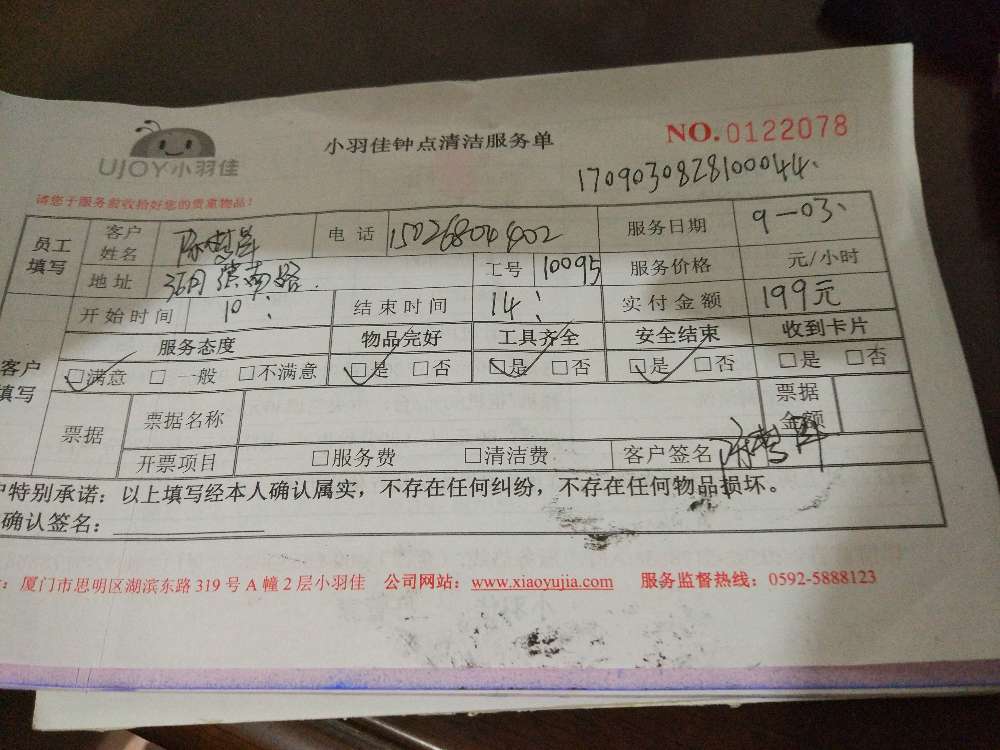 UJOY小羽佳
小羽佳钟点清洁服务单
NO.0122078
1709030828100044.
请您于服务前收拾好您的贵重物品!
员工填写 客户姓名 电话 15026804402 服务日期 9-03、
地址 工号 10095 服务价格 元/小时
开始时间 10: 结束时间 14: 实付金额 199元
客户填写 服务态度 物品完好 工具齐全 安全结束 收到卡片
□满意 □一般 □不满意 □是 □否 □是 □否 □是 □否 □是 □否
票据 票据名称 票据金额
开票项目 □服务费 □清洁费 客户签名
户特别承诺：以上填写经本人确认属实，不存在任何纠纷，不存在任何物品损坏。
确认签名：
：厦门市思明区湖滨东路319号A幢2层小羽佳 公司网站：www.xiaoyujia.com 服务监督热线：0592-5888123